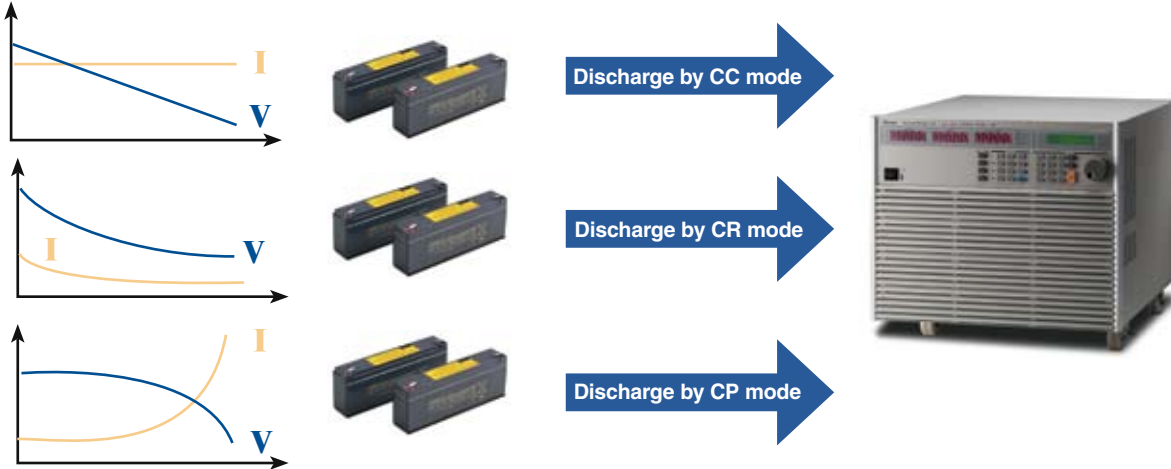 I
V
Discharge by CC mode
I
V
Discharge by CR mode
I
V
Discharge by CP mode